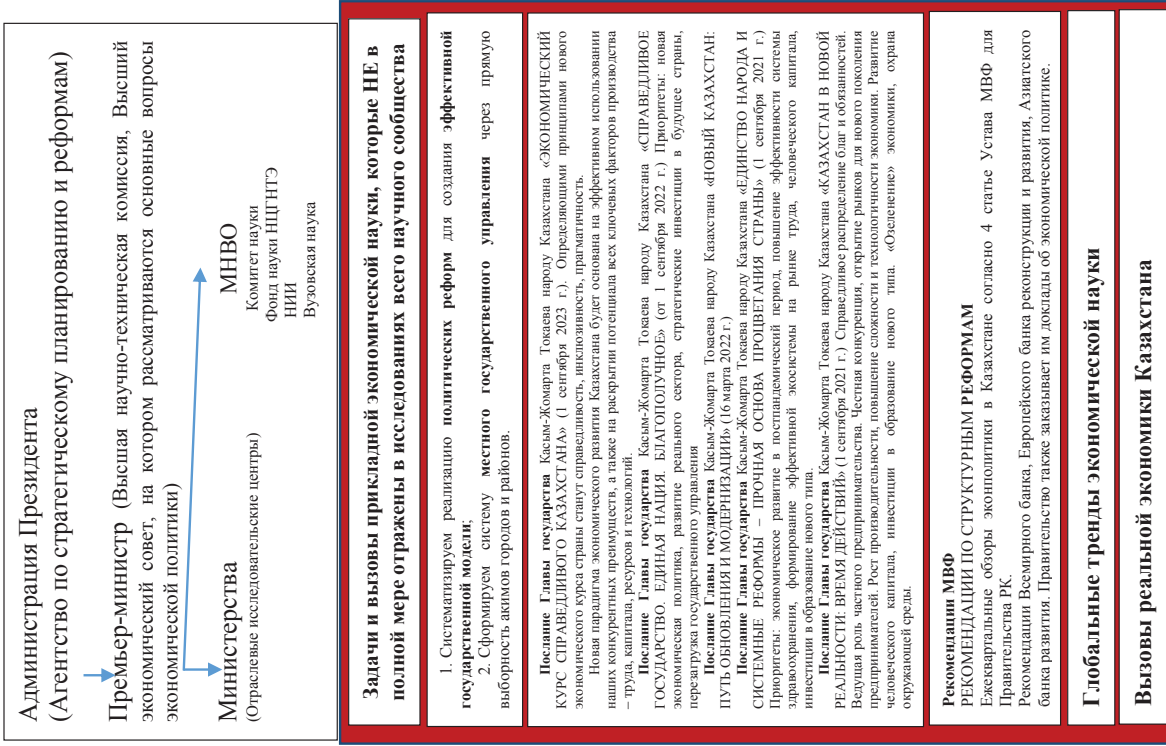 Администрация Президента
(Агентство по стратегическому планированию и реформам)
Премьер-министр (Высшая научно-техническая комиссия, Высший
экономический совет, на котором рассматриваются основные вопросы
экономической политики)
Министерства
(Отраслевые исследовательские центры)
МНВО
Комитет науки
Фонд науки НЦГНТЭ
НИИ
Вузовская наука
Задачи и вызовы прикладной экономической науки, которые НЕ в
полной мере отражены в исследованиях всего научного сообщества
1. Систематизируем реализацию политических реформ для создания эффективной
государственной модели;
2. Сформируем систему местного государственного управления через прямую
выборность акимов городов и районов.
Послание Главы государства Касым-Жомарта Токаева народу Казахстана «ЭКОНОМИЧЕСКИЙ
КУРС СПРАВЕДЛИВОГО КАЗАХСТАНА» (1 сентября 2023 г.). Определяющими принципами нового
экономического курса страны станут справедливость, инклюзивность, прагматичность.
Новая парадигма экономического развития Казахстана будет основана на эффективном использовании
наших конкурентных преимуществ, а также на раскрытии потенциала всех ключевых факторов производства
– труда, капитала, ресурсов и технологий.
Послание Главы государства Касым-Жомарта Токаева народу Казахстана «СПРАВЕДЛИВОЕ
ГОСУДАРСТВО. ЕДИНАЯ НАЦИЯ. БЛАГОПОЛУЧНОЕ» (от 1 сентября 2022 г.) Приоритеты: новая
экономическая политика, развитие реального сектора, стратегические инвестиции в будущее страны,
перезагрузка государственного управления
Послание Главы государства Касым-Жомарта Токаева народу Казахстана «НОВЫЙ КАЗАХСТАН:
ПУТЬ ОБНОВЛЕНИЯ И МОДЕРНИЗАЦИИ» (16 марта 2022 г.)
Послание Главы государства Касым-Жомарта Токаева народу Казахстана «ЕДИНСТВО НАРОДА И
СИСТЕМНЫЕ РЕФОРМЫ – ПРОЧНАЯ ОСНОВА ПРОЦВЕТАНИЯ СТРАНЫ» (1 сентября 2021 г.)
Приоритеты: экономическое развитие в постпандемический период, повышение эффективности системы
здравоохранения, формирование эффективной экосистемы на рынке труда, человеческого капитала,
инвестиции в образование нового типа.
Послание Главы государства Касым-Жомарта Токаева народу Казахстана «КАЗАХСТАН В НОВОЙ
РЕАЛЬНОСТИ: ВРЕМЯ ДЕЙСТВИЙ» (1 сентября 2021 г.) Справедливое распределение благ и обязанностей.
Ведущая роль частного предпринимательства. Честная конкуренция, открытие рынков для нового поколения
предпринимателей. Рост производительности, повышение сложности и технологичности экономики. Развитие
человеческого капитала, инвестиции в образование нового типа. «Озеленение» экономики, охрана
окружающей среды.
Рекомендации МВФ
РЕКОМЕНДАЦИИ ПО СТРУКТУРНЫМ РЕФОРМАМ
Ежеквартальные обзоры эконполитики в Казахстане согласно 4 статье Устава МВФ для
Правительства РК.
Рекомендации Всемирного банка, Европейского банка реконструкции и развития, Азиатского
банка развития. Правительство также заказывает им доклады об экономической политике.
Глобальные тренды экономической науки
Вызовы реальной экономики Казахстана